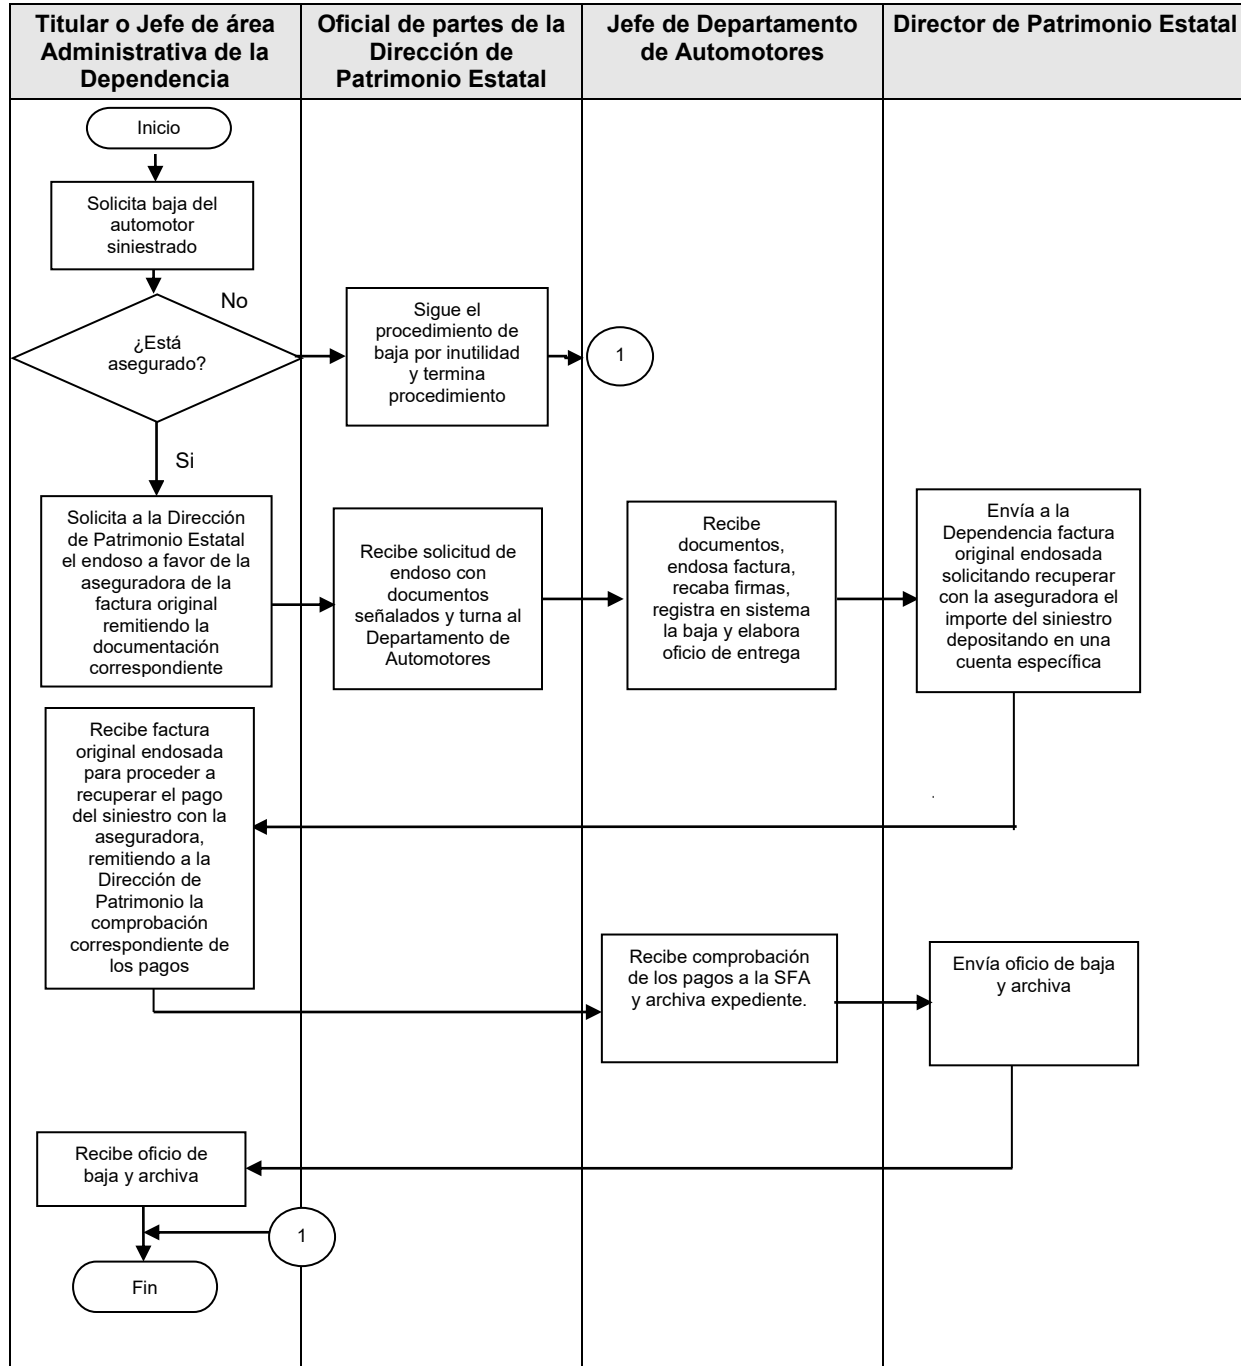 Titular o Jefe de área
Administrativa de la
Dependencia
Oficial de partes de la
Dirección de
Patrimonio Estatal
Jefe de Departamento
de Automotores
Director de Patrimonio Estatal
Inicio
Solicita baja del
automotor
siniestrado
¿Está
asegurado?
No
Sigue el
procedimiento de
baja por inutilidad
y termina
procedimiento
1
Si
Solicita a la Dirección
de Patrimonio Estatal
el endoso a favor de la
aseguradora de la
factura original
remitiendo la
documentación
correspondiente
Recibe solicitud de
endoso con
documentos
señalados y turna al
Departamento de
Automotores
Recibe
documentos,
endosa factura,
recaba firmas,
registra en sistema
la baja y elabora
oficio de entrega
Envía a la
Dependencia factura
original endosada
solicitando recuperar
con la aseguradora el
importe del siniestro
depositando en una
cuenta específica
Recibe factura
original endosada
para proceder a
recuperar el pago
del siniestro con la
aseguradora,
remitiendo a la
Dirección de
Patrimonio la
comprobación
correspondiente de
los pagos
.
Recibe comprobación
de los pagos a la SFA
y archiva expediente.
Envía oficio de baja
y archiva
Recibe oficio de
baja y archiva
1
Fin